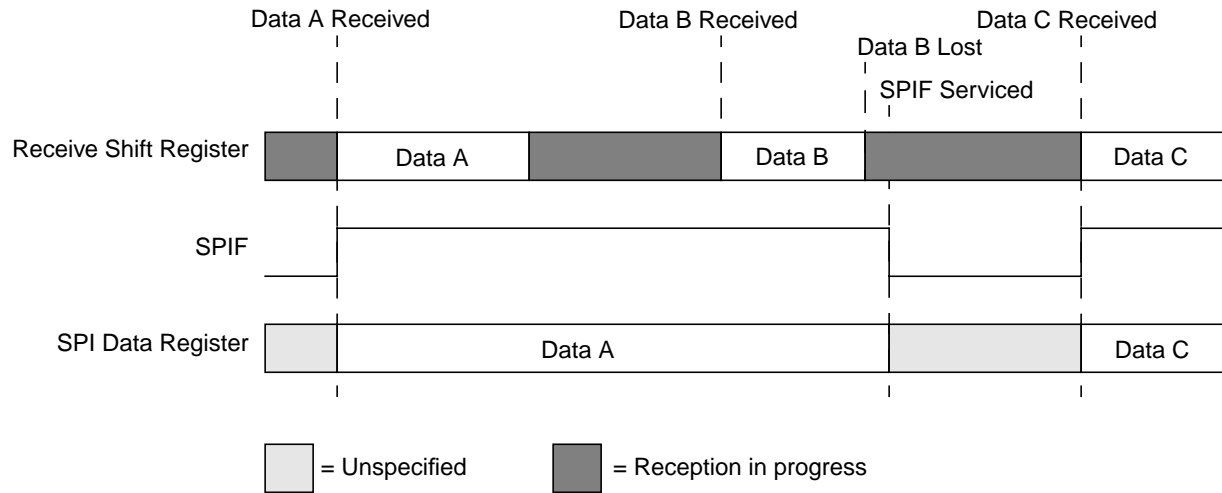 Data A Received
Data B Received
Data C Received
Data B Lost
SPIF Serviced
Receive Shift Register
Data A
Data B
Data C
SPIF
SPI Data Register
Data A
Data C
= Unspecified
= Reception in progress